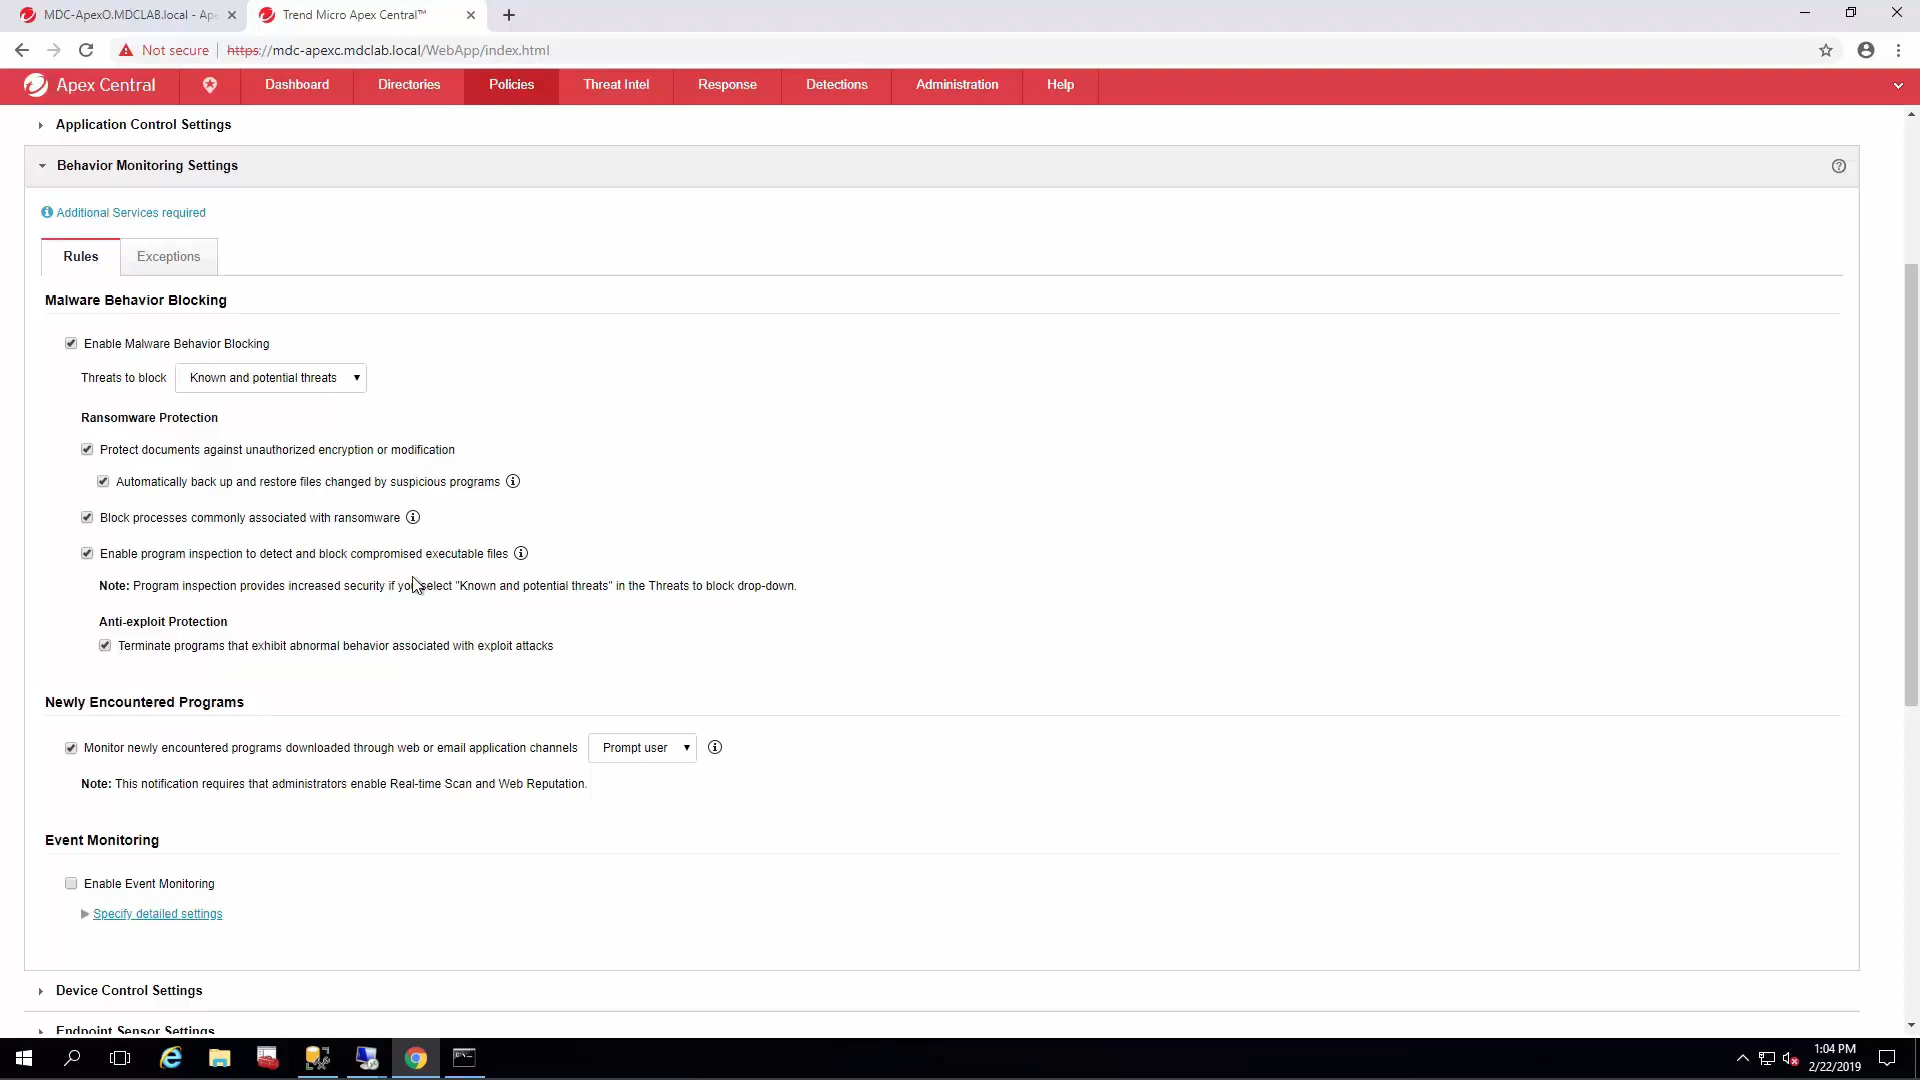 MDC-ApexO.MDCLAB.local - Ape
Trend Micro Apex Central™
Not secure
https://mdc-apexc.mdclab.local/WebApp/index.html
Apex Central
Dashboard
Directories
Policies
Threat Intel
Response
Detections
Administration
Help
Application Control Settings
Behavior Monitoring Settings
Additional Services required
Rules
Exceptions
Malware Behavior Blocking
Enable Malware Behavior Blocking
Threats to block
Known and potential threats
Ransomware Protection
Protect documents against unauthorized encryption or modification
Automatically back up and restore files changed by suspicious programs
Block processes commonly associated with ransomware
Enable program inspection to detect and block compromised executable files
Note: Program inspection provides increased security if you select "Known and potential threats" in the Threats to block drop-down.
Anti-exploit Protection
Terminate programs that exhibit abnormal behavior associated with exploit attacks
Newly Encountered Programs
Monitor newly encountered programs downloaded through web or email application channels
Prompt user
Note: This notification requires that administrators enable Real-time Scan and Web Reputation.
Event Monitoring
Enable Event Monitoring
Specify detailed settings
Device Control Settings
Endpoint Sensor Settings
1:04 PM
2/22/2019